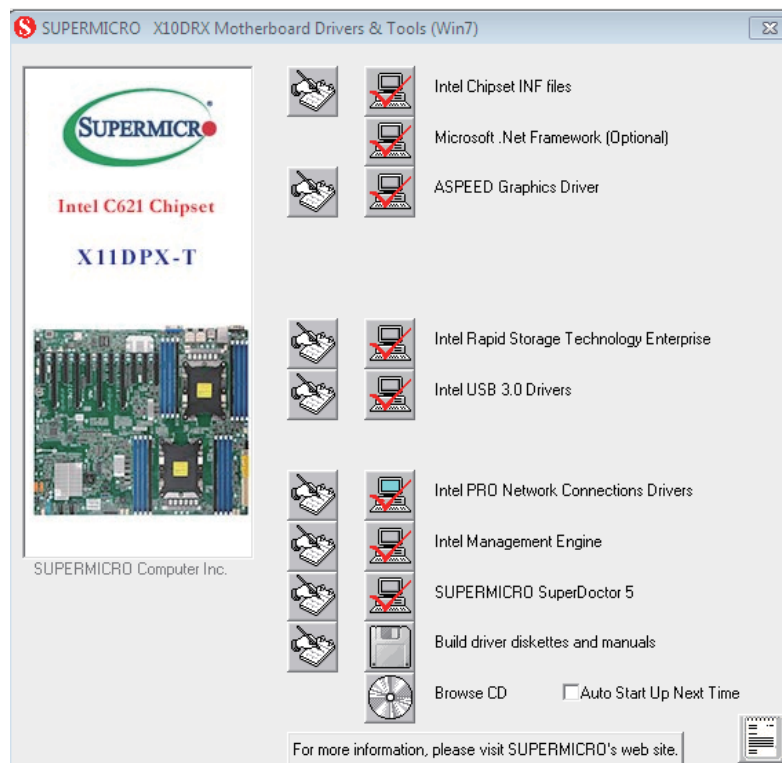 SUPERMICRO X10DRX Motherboard Drivers & Tools (Win7)
SUPERMICRO
Intel C621 Chipset
X11DPX-T
SUPERMICRO Computer Inc.
Intel Chipset INF files
Microsoft .Net Framework (Optional)
ASPEED Graphics Driver
Intel Rapid Storage Technology Enterprise
Intel USB 3.0 Drivers
Intel PRO Network Connections Drivers
Intel Management Engine
SUPERMICRO SuperDoctor 5
Build driver diskettes and manuals
Browse CD
Auto Start Up Next Time
For more information, please visit SUPERMICRO's web site.